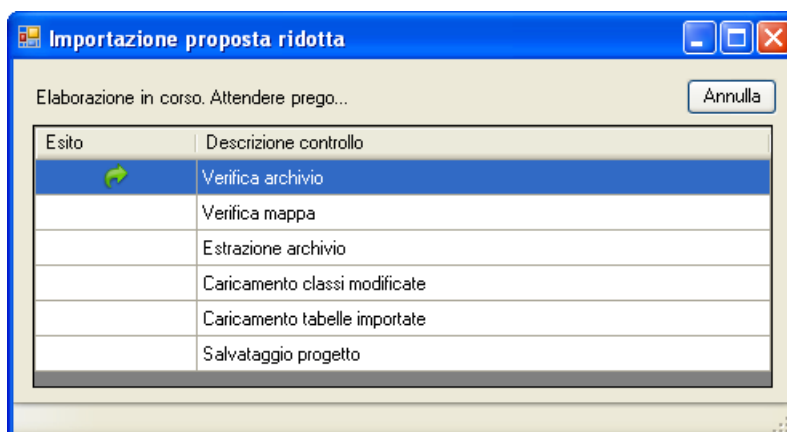 Importazione proposta ridotta
Elaborazione in corso. Attendere prego...
Annulla
Esito Descrizione controllo
Verifica archivio
Verifica mappa
Estrazione archivio
Caricamento classi modificate
Caricamento tabelle importate
Salvataggio progetto